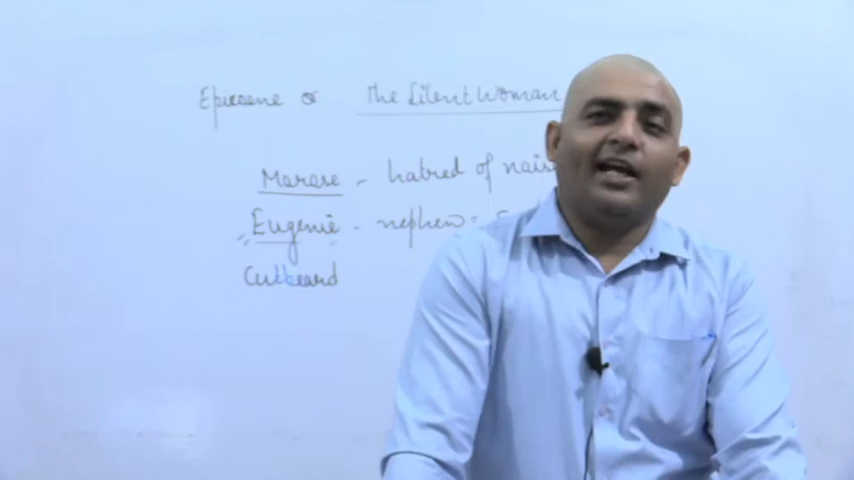 Epicoene or The Silent Woman
Morose - hatred of nois
Eugenie - nephew =
Cutbeard